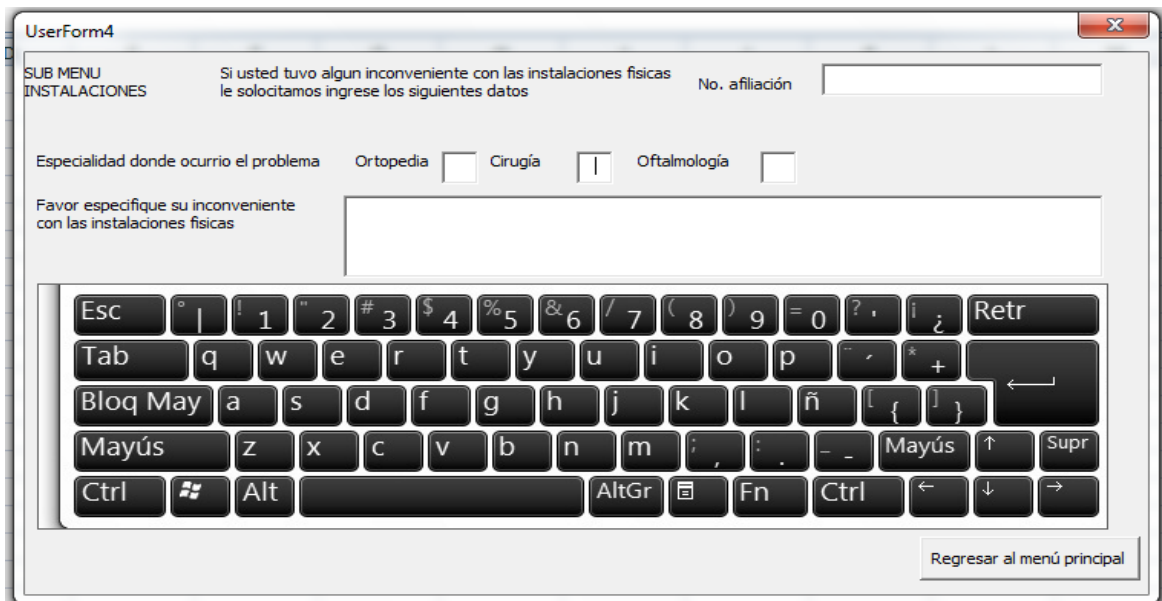 UserForm4
SUB MENU
INSTALACIONES
Si usted tuvo algun inconveniente con las instalaciones fisicas
le solocitamos ingrese los siguientes datos
No. afiliación
Especialidad donde ocurrio el problema Ortopedia Cirugía Oftalmología
Favor especifique su inconveniente
con las instalaciones fisicas
Esc ° | ! 1 " 2 # 3 $ 4 % 5 & 6 / 7 ( 8 ) 9 = 0 ? ' ¡ ¿ Retr
Tab q w e r t y u i o p ¨ ´ * +
Bloq May a s d f g h j k l ñ [ { ] }
Mayús z x c v b n m ; , : . _ - Mayús ↑ Supr
Ctrl Alt AltGr Fn Ctrl ← ↓ →
Regresar al menú principal